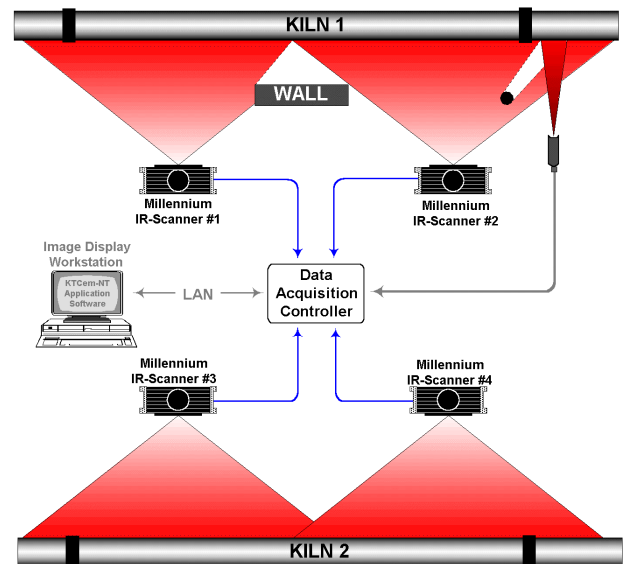 KILN 1
WALL
Millennium
IR-Scanner #1
Millennium
IR-Scanner #2
Image Display
Workstation
KTCem-NT
Application
Software
LAN
Data
Acquisition
Controller
Millennium
IR-Scanner #3
Millennium
IR-Scanner #4
KILN 2